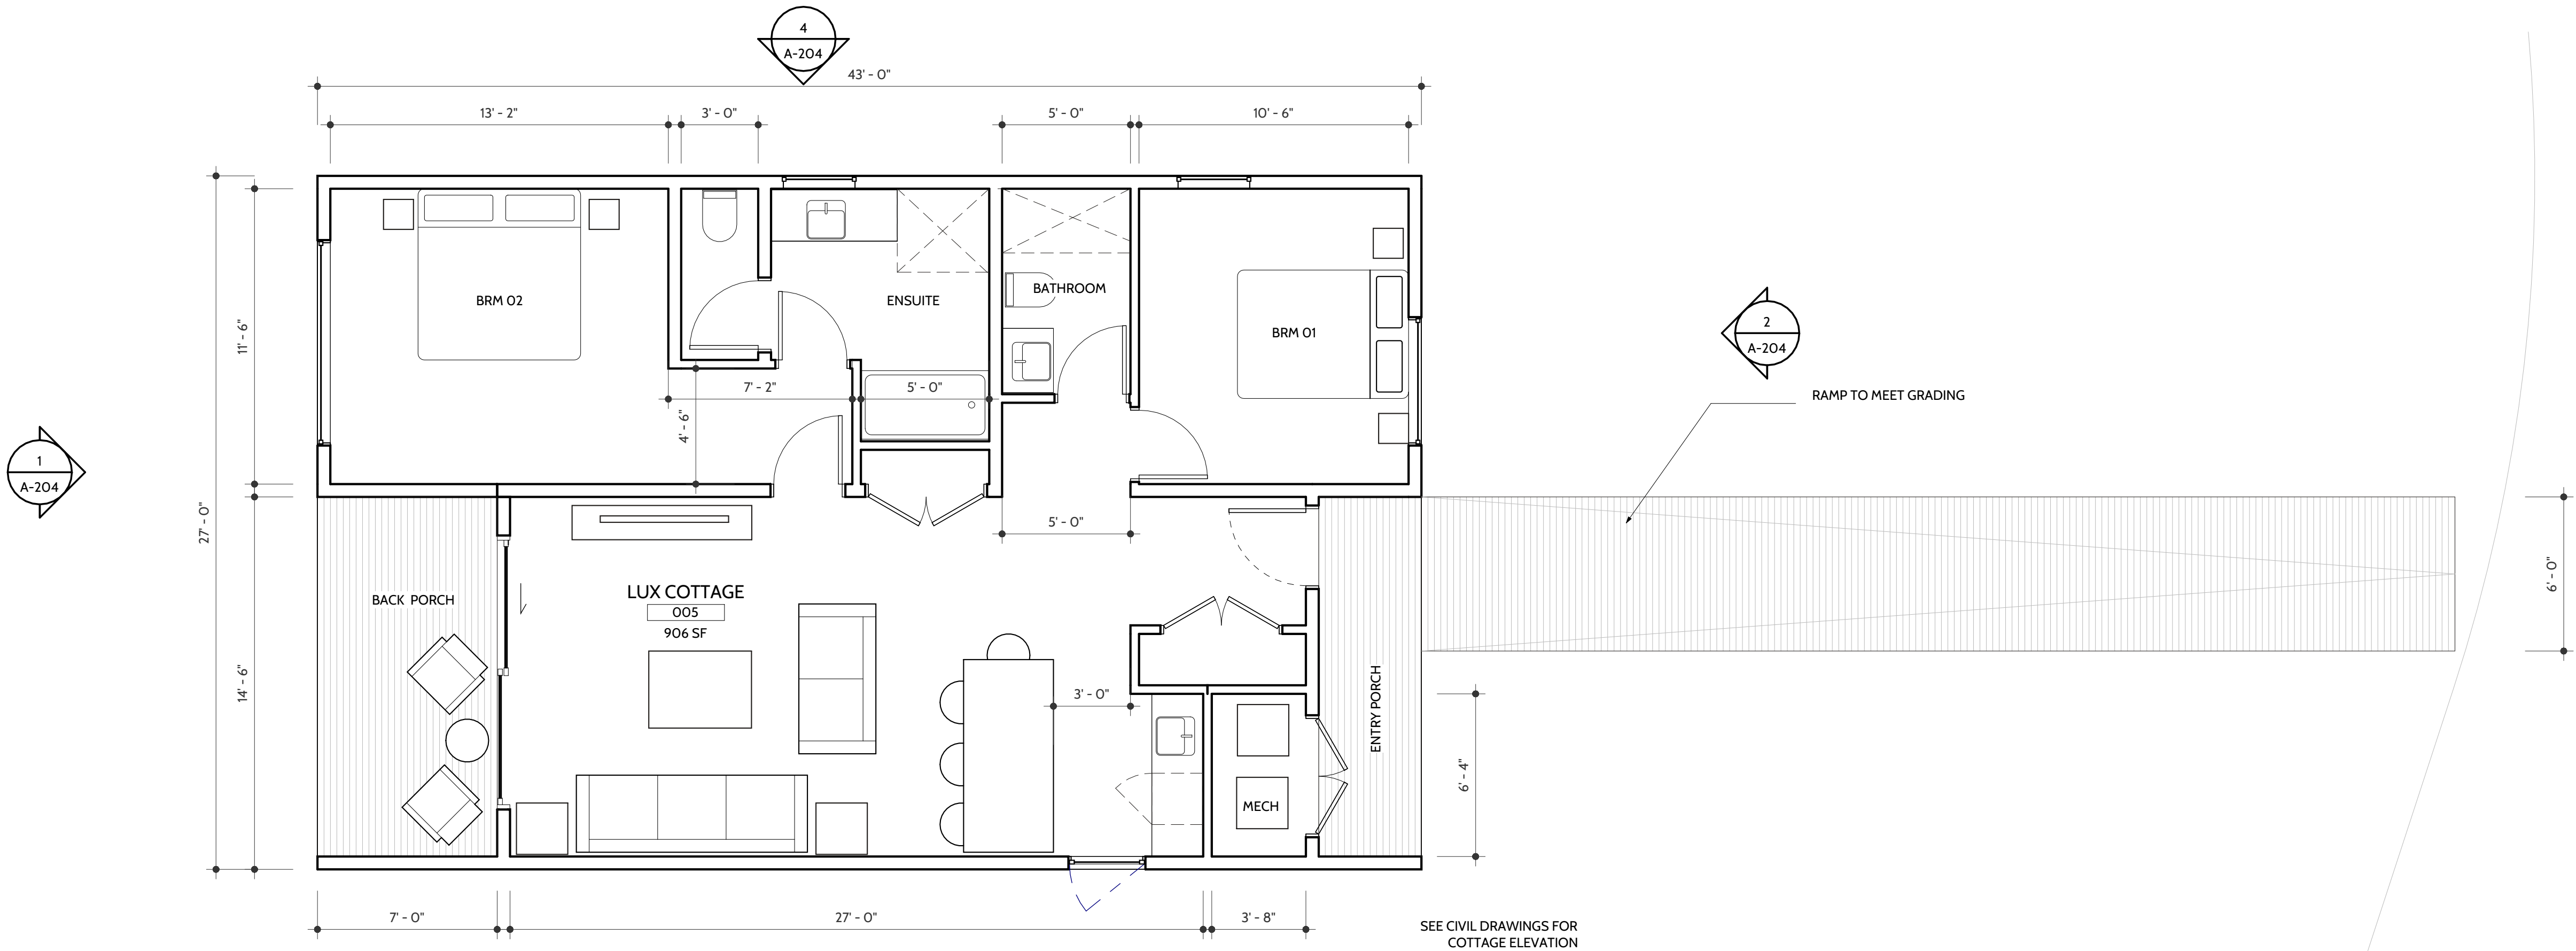 4
A-204
43' - 0"
13' - 2"
3' - 0"
5' - 0"
10' - 6"
BRM 02
ENSUITE
BATHROOM
BRM 01
2
A-204
11' - 6"
7' - 2"
5' - 0"
4' - 6"
RAMP TO MEET GRADING
1
A-204
27' - 0"
5' - 0"
6' - 0"
BACK PORCH
LUX COTTAGE
005
906 SF
14' - 6"
3' - 0"
ENTRY PORCH
6' - 4"
MECH
7' - 0"
27' - 0"
3' - 8"
SEE CIVIL DRAWINGS FOR
COTTAGE ELEVATION